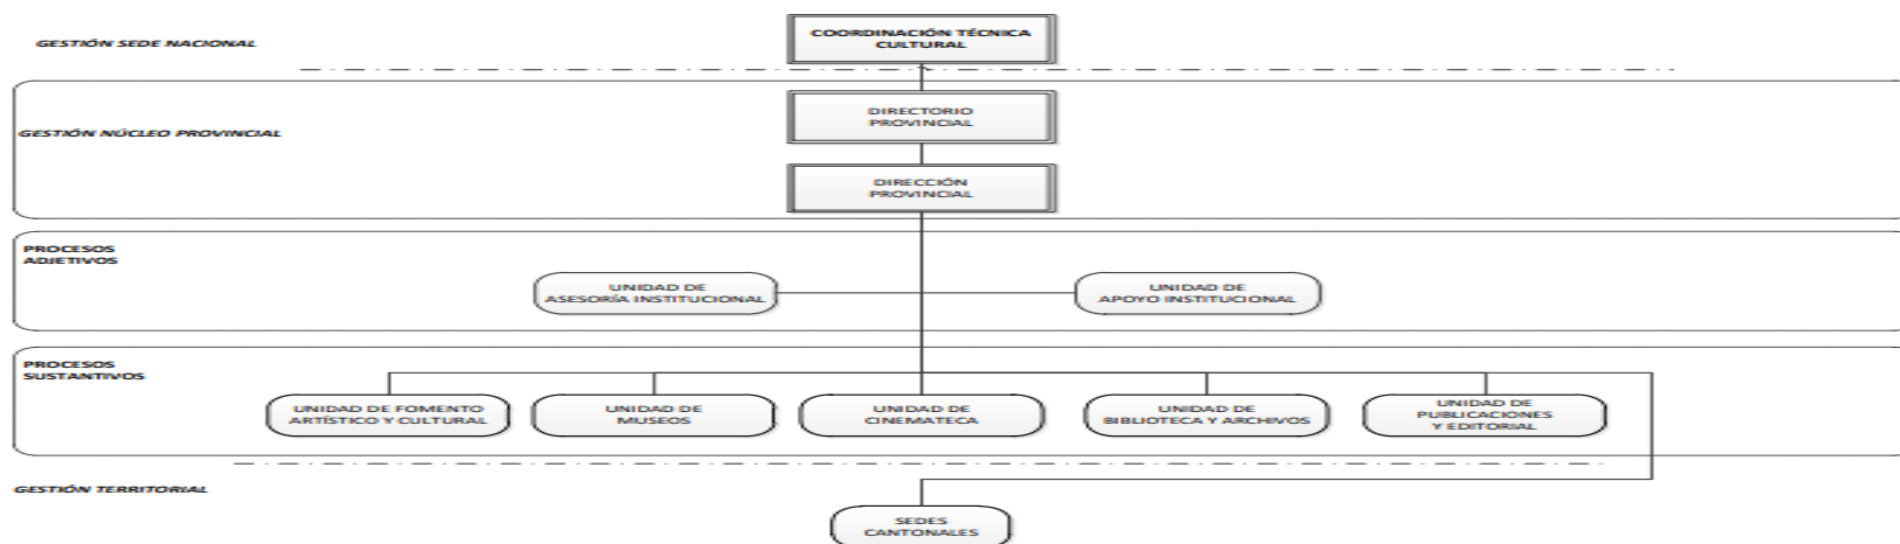 GESTIÓN SEDE NACIONAL
COORDINACIÓN TÉCNICA
CULTURAL
GESTIÓN NÚCLEO PROVINCIAL
DIRECTORIO
PROVINCIAL
DIRECCIÓN
PROVINCIAL
PROCESOS
ADJETIVOS
UNIDAD DE
ASESORÍA INSTITUCIONAL
UNIDAD DE
APOYO INSTITUCIONAL
PROCESOS
SUSTANTIVOS
UNIDAD DE FOMENTO
ARTÍSTICO Y CULTURAL
UNIDAD DE
MUSEOS
UNIDAD DE
CINEMATECA
UNIDAD DE
BIBLIOTECA Y ARCHIVOS
UNIDAD DE
PUBLICACIONES
Y EDITORIAL
GESTIÓN TERRITORIAL
SEDES
CANTONALES